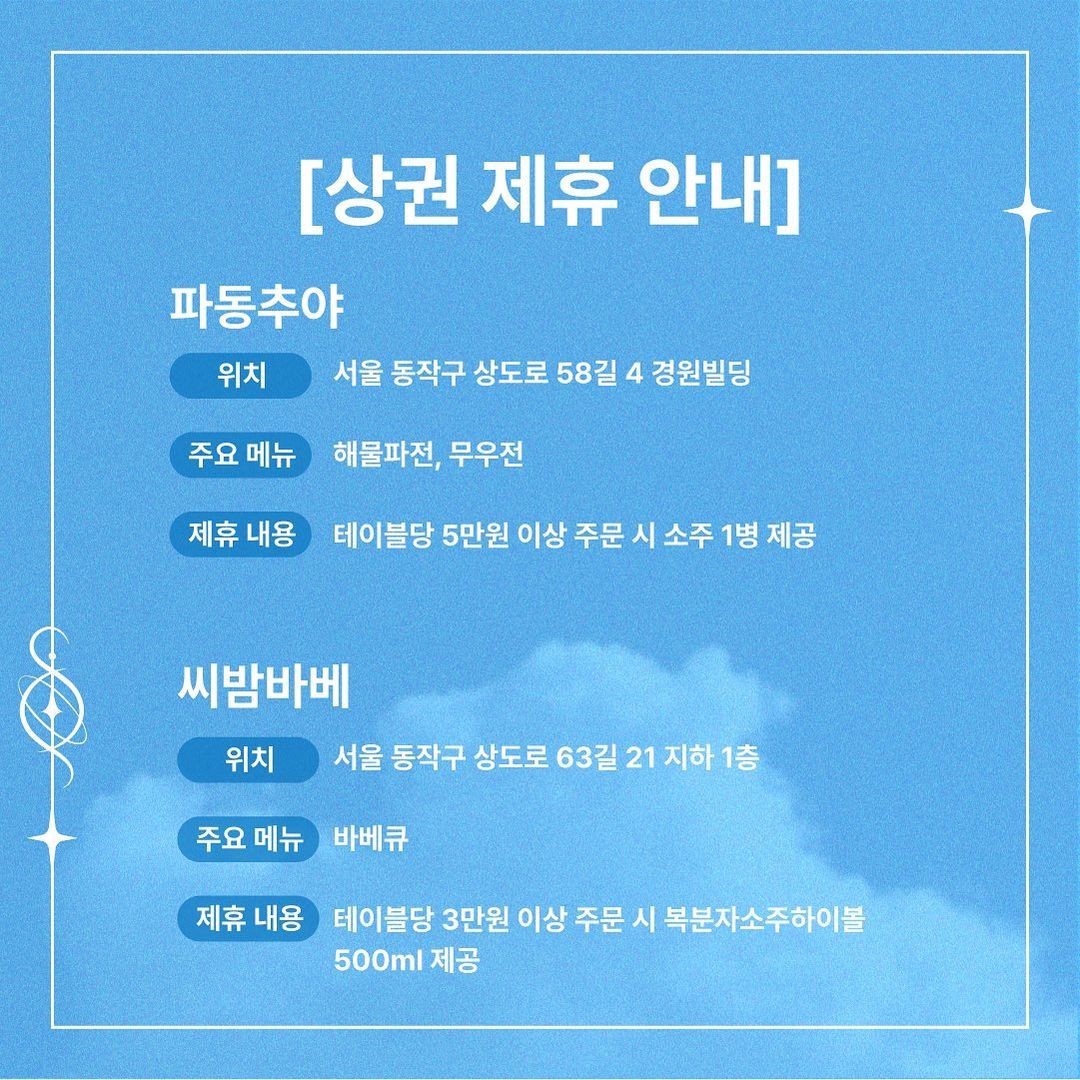 [상권 제휴 안내]
파동추야
위치 서울 동작구 상도로 58길 4 경원빌딩
주요 메뉴 해물파전, 무우전
제휴 내용 테이블당 5만원 이상 주문 시 소주 1병 제공
씨밤바베
위치 서울 동작구 상도로 63길 21 지하 1층
주요 메뉴 바베큐
제휴 내용 테이블당 3만원 이상 주문 시 복분자소주하이볼
500ml 제공